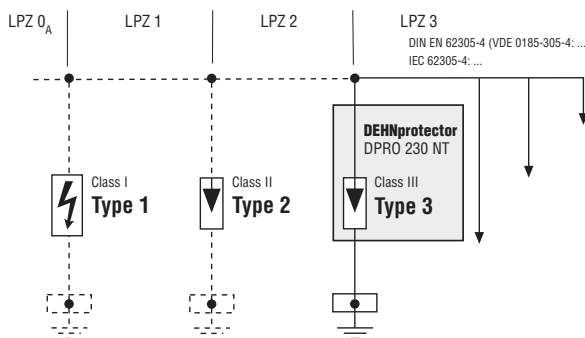 LPZ 0A LPZ 1 LPZ 2 LPZ 3
DIN EN 62305-4 (VDE 0185-305-4: ...
IEC 62305-4: ...
DEHNprotector
DPRO 230 NT
Class I
Type 1
Class II
Type 2
Class III
Type 3